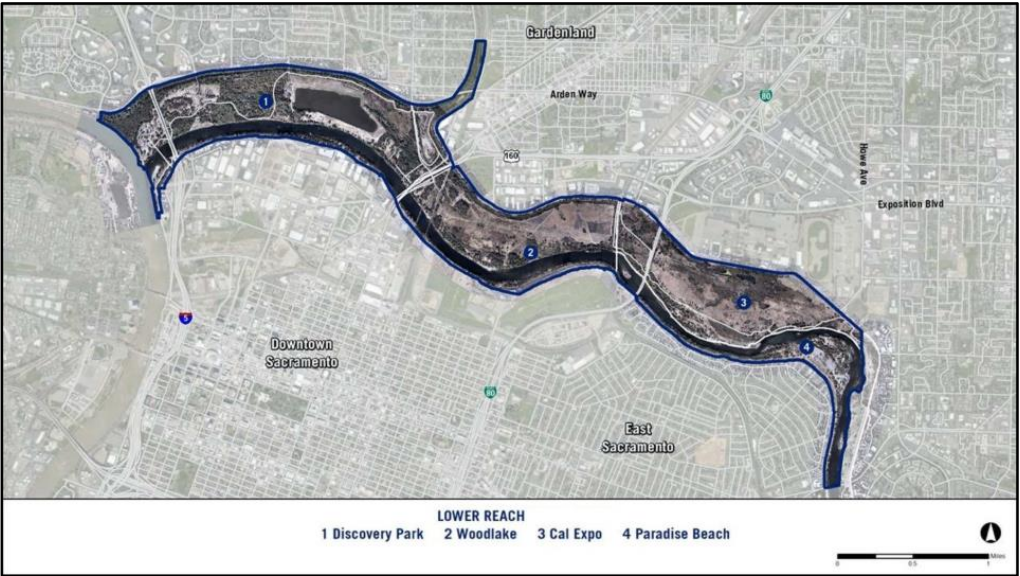 Gardenland
Arden Way
80
160
Howe Ave
Exposition Blvd
1
2
3
4
5
Downtown
Sacramento
80
East
Sacramento
LOWER REACH
1 Discovery Park 2 Woodlake 3 Cal Expo 4 Paradise Beach
Miles
0 0.5 1